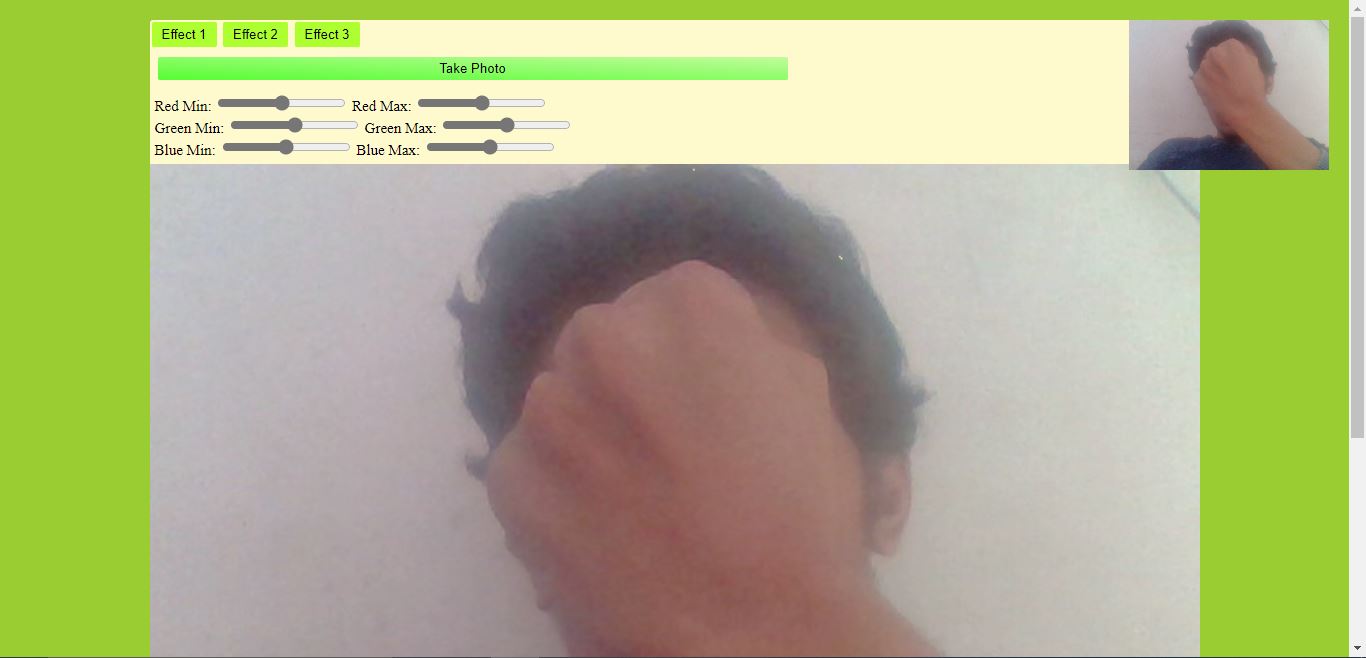 Effect 1 Effect 2 Effect 3
Take Photo
Red Min: Red Max:
Green Min: Green Max:
Blue Min: Blue Max: